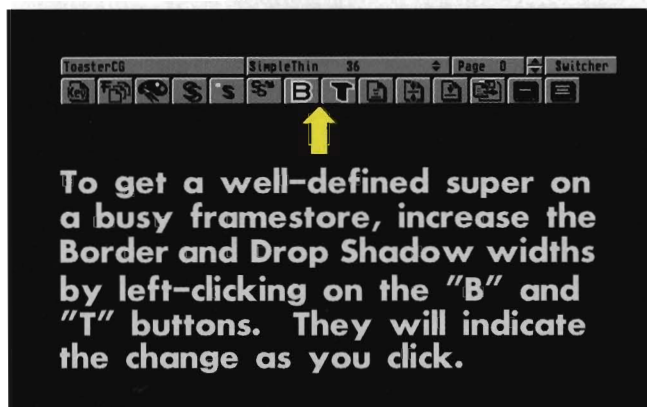 ToasterCG SimpleThin 36 Page 0 Switcher
Key F S S S B T
To get a well-defined super on
a busy framestore, increase the
Border and Drop Shadow widths
by left-clicking on the "B" and
"T" buttons. They will indicate
the change as you click.